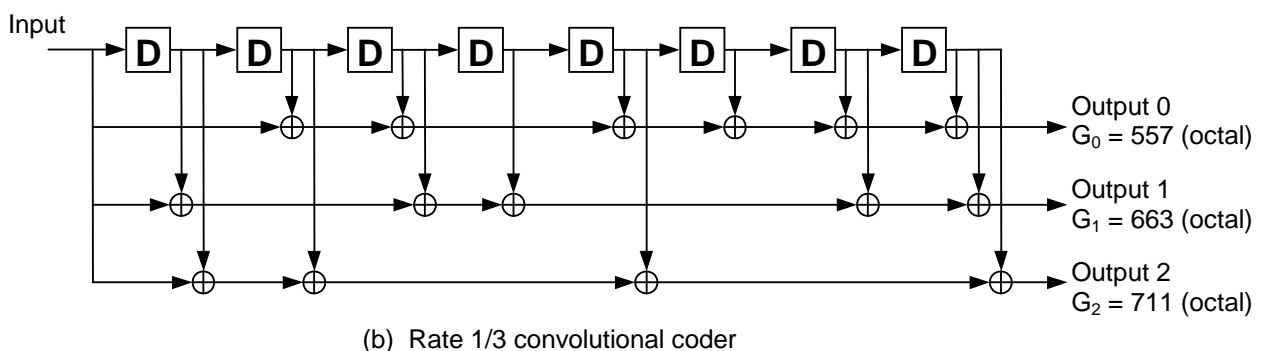 Input
D D D D D D D D
Output 0
G₀ = 557 (octal)
Output 1
G₁ = 663 (octal)
Output 2
G₂ = 711 (octal)
(b) Rate 1/3 convolutional coder